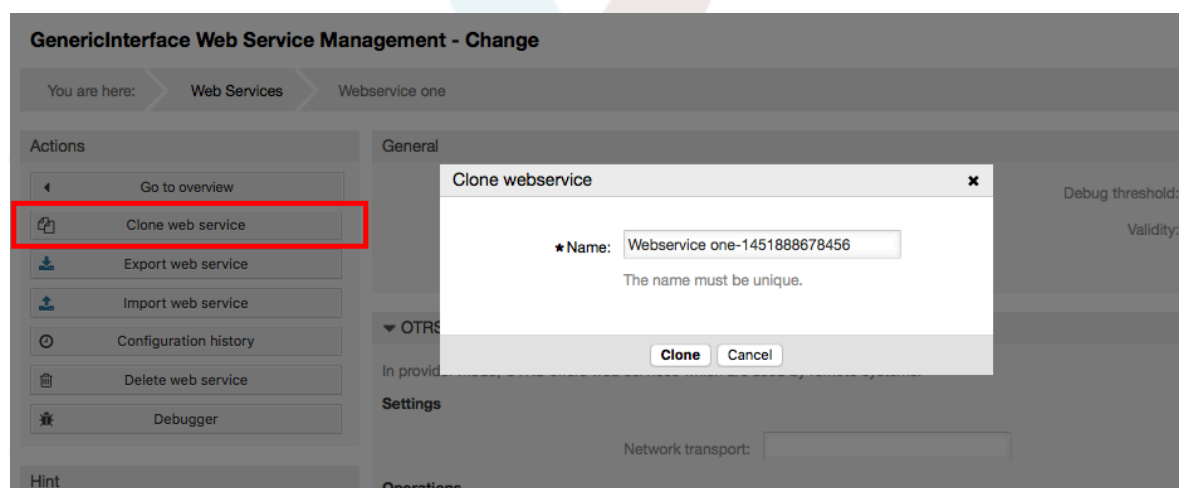 GenericInterface Web Service Management - Change
You are here: Web Services Webservice one
Actions
Go to overview
Clone web service
Export web service
Import web service
Configuration history
Delete web service
Debugger
Hint
General
Debug threshold:
Validity:
Clone webservice
*Name: Webservice one-1451888678456
The name must be unique.
Clone Cancel
OTRS
In provider
Settings
Network transport:
Operations